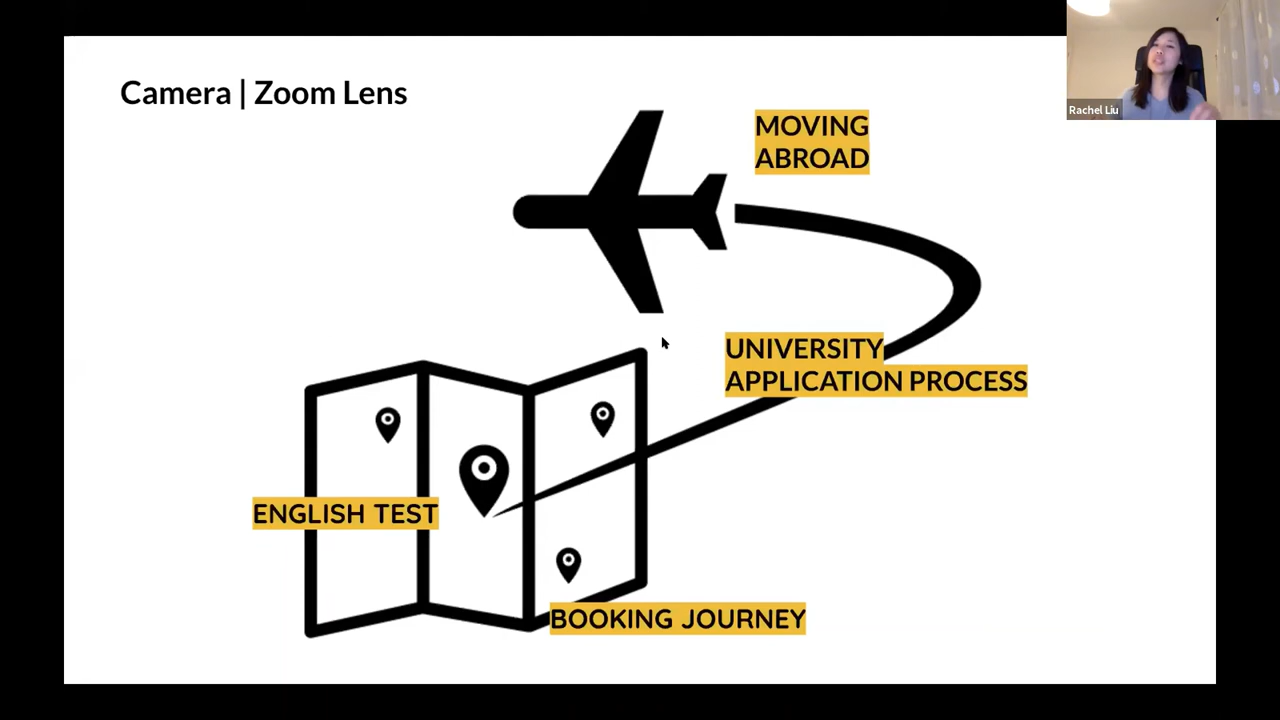 Camera | Zoom Lens
Rachel Liu
MOVING
ABROAD
UNIVERSITY
APPLICATION PROCESS
ENGLISH TEST
BOOKING JOURNEY